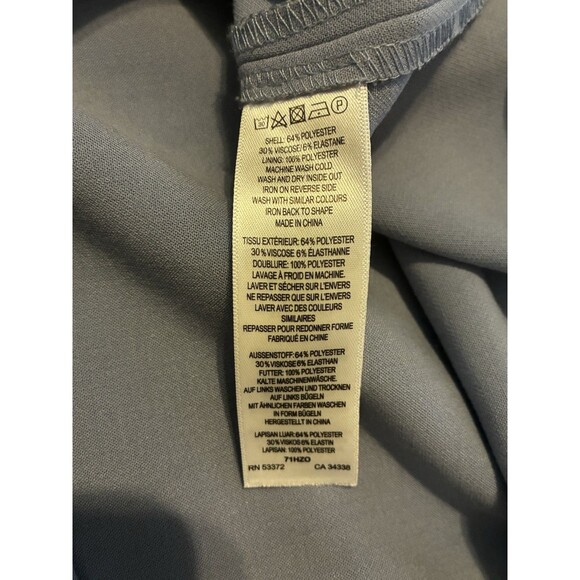 30 P
SHELL: 64% POLYESTER
30% VISCOSE/ 6% ELASTANE
LINING: 100% POLYESTER
MACHINE WASH COLD.
WASH AND DRY INSIDE OUT
IRON ON REVERSE SIDE
WASH WITH SIMILAR COLOURS
IRON BACK TO SHAPE
MADE IN CHINA
TISSU EXTÉRIEUR: 64% POLYESTER
30% VISCOSE 6% ELASTHANNE
DOUBLURE: 100% POLYESTER
LAVAGE À FROID EN MACHINE.
LAVER ET SÉCHER SUR L'ENVERS
NE REPASSER QUE SUR L'ENVERS
LAVER AVEC DES COULEURS
SIMILAIRES
REPASSER POUR REDONNER FORME
FABRIQUÉ EN CHINE
AUSSENSTOFF: 64% POLYESTER
30% VISKOSE 6% ELASTHAN
FUTTER: 100% POLYESTER
KALTE MASCHINENWÄSCHE.
AUF LINKS WASCHEN UND TROCKNEN
AUF LINKS BÜGELN
MIT ÄHNLICHEN FARBEN WASCHEN
IN FORM BÜGELN
HERGESTELLT IN CHINA
LAPISAN LUAR: 64% POLYESTER
30% VISKOS 6% ELASTIN
LAPISAN: 100% POLYESTER
71HZD
RN 53372 CA 34338